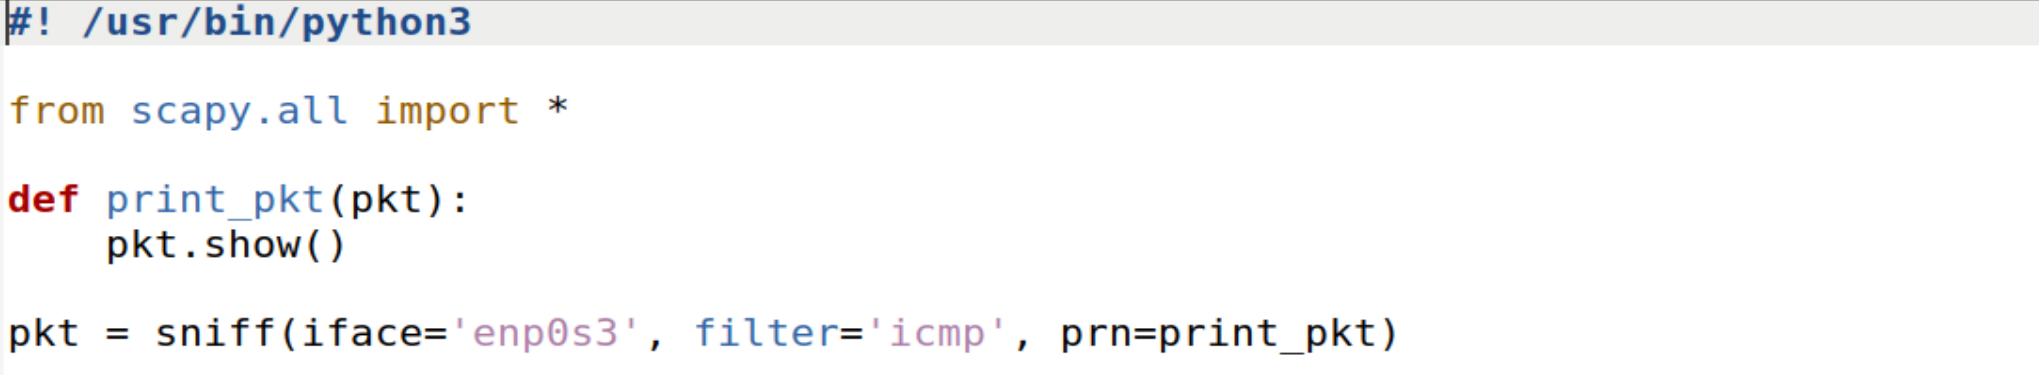 #! /usr/bin/python3
from scapy.all import *
def print_pkt(pkt):
    pkt.show()
pkt = sniff(iface='enp0s3', filter='icmp', prn=print_pkt)